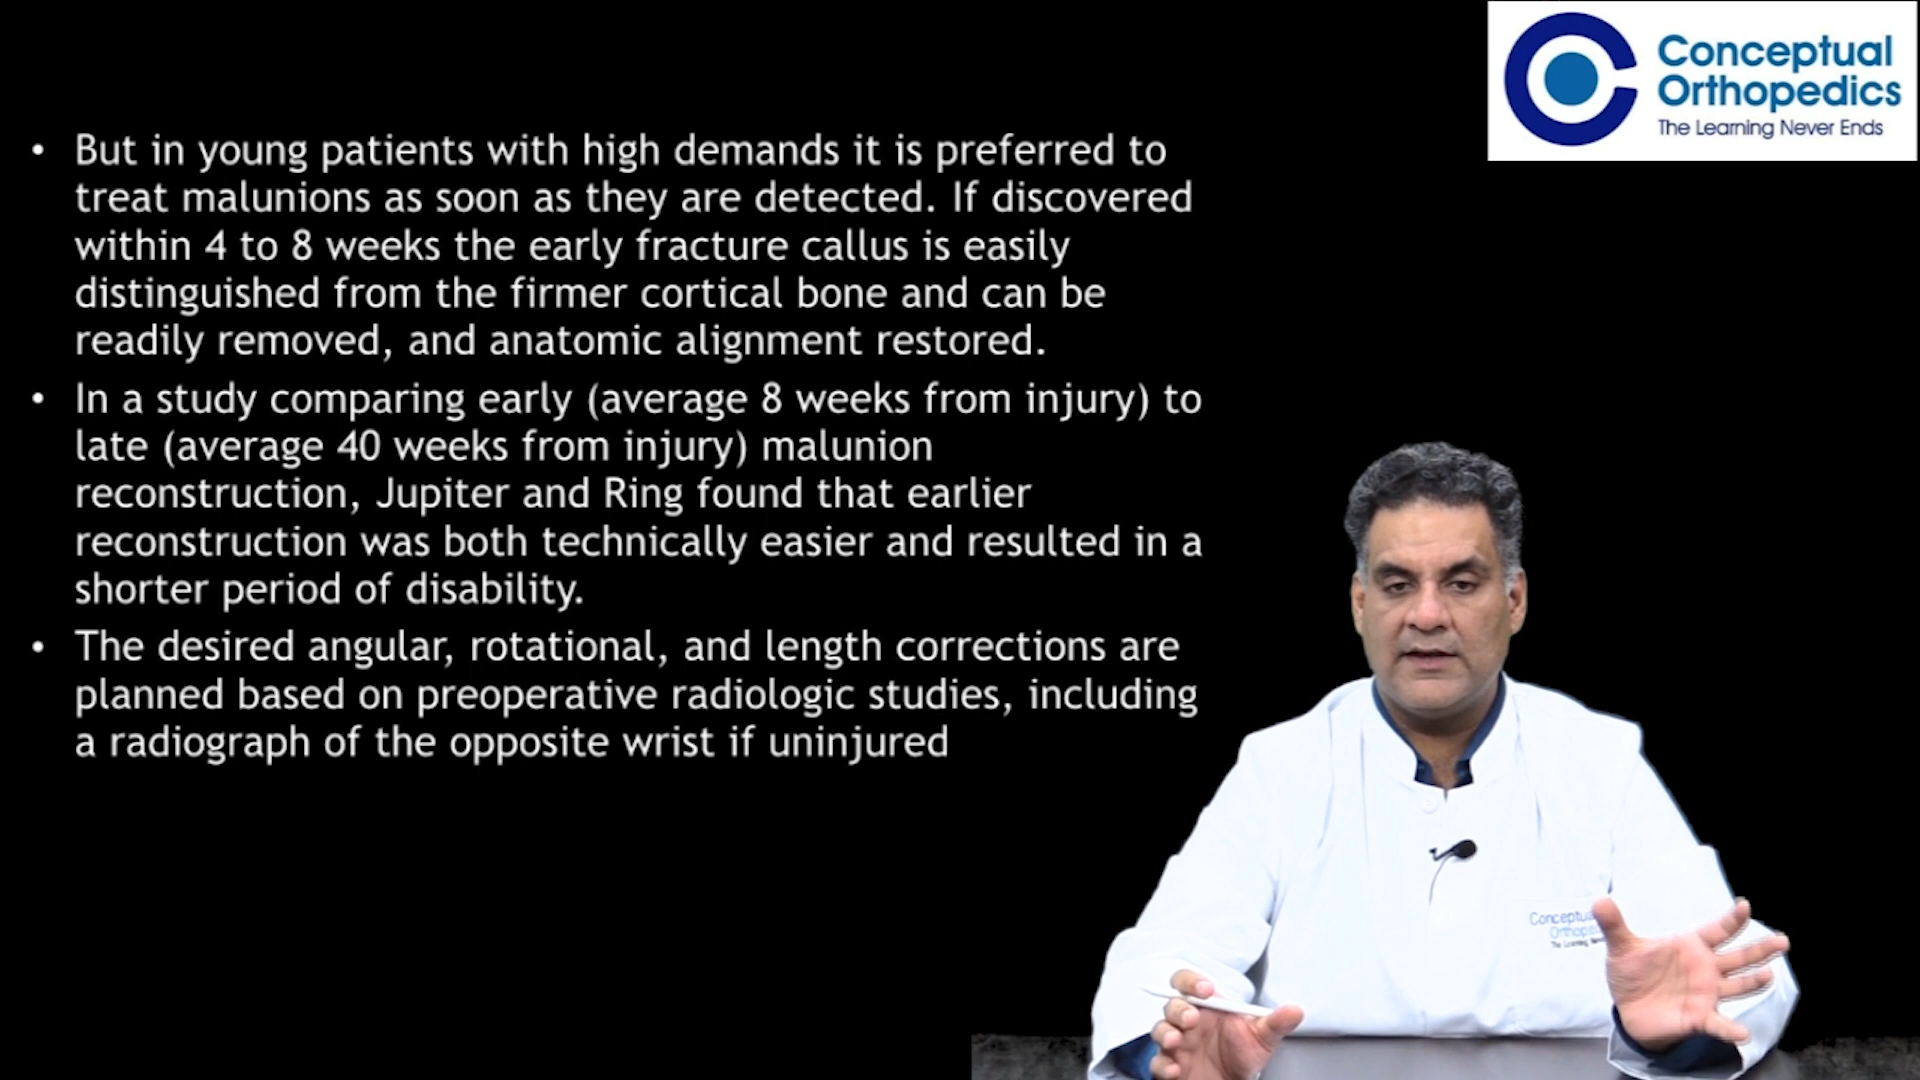 Conceptual
Orthopedics
The Learning Never Ends
• But in young patients with high demands it is preferred to
treat malunions as soon as they are detected. If discovered
within 4 to 8 weeks the early fracture callus is easily
distinguished from the firmer cortical bone and can be
readily removed, and anatomic alignment restored.
• In a study comparing early (average 8 weeks from injury) to
late (average 40 weeks from injury) malunion
reconstruction, Jupiter and Ring found that earlier
reconstruction was both technically easier and resulted in a
shorter period of disability.
• The desired angular, rotational, and length corrections are
planned based on preoperative radiologic studies, including
a radiograph of the opposite wrist if uninjured
The Learning